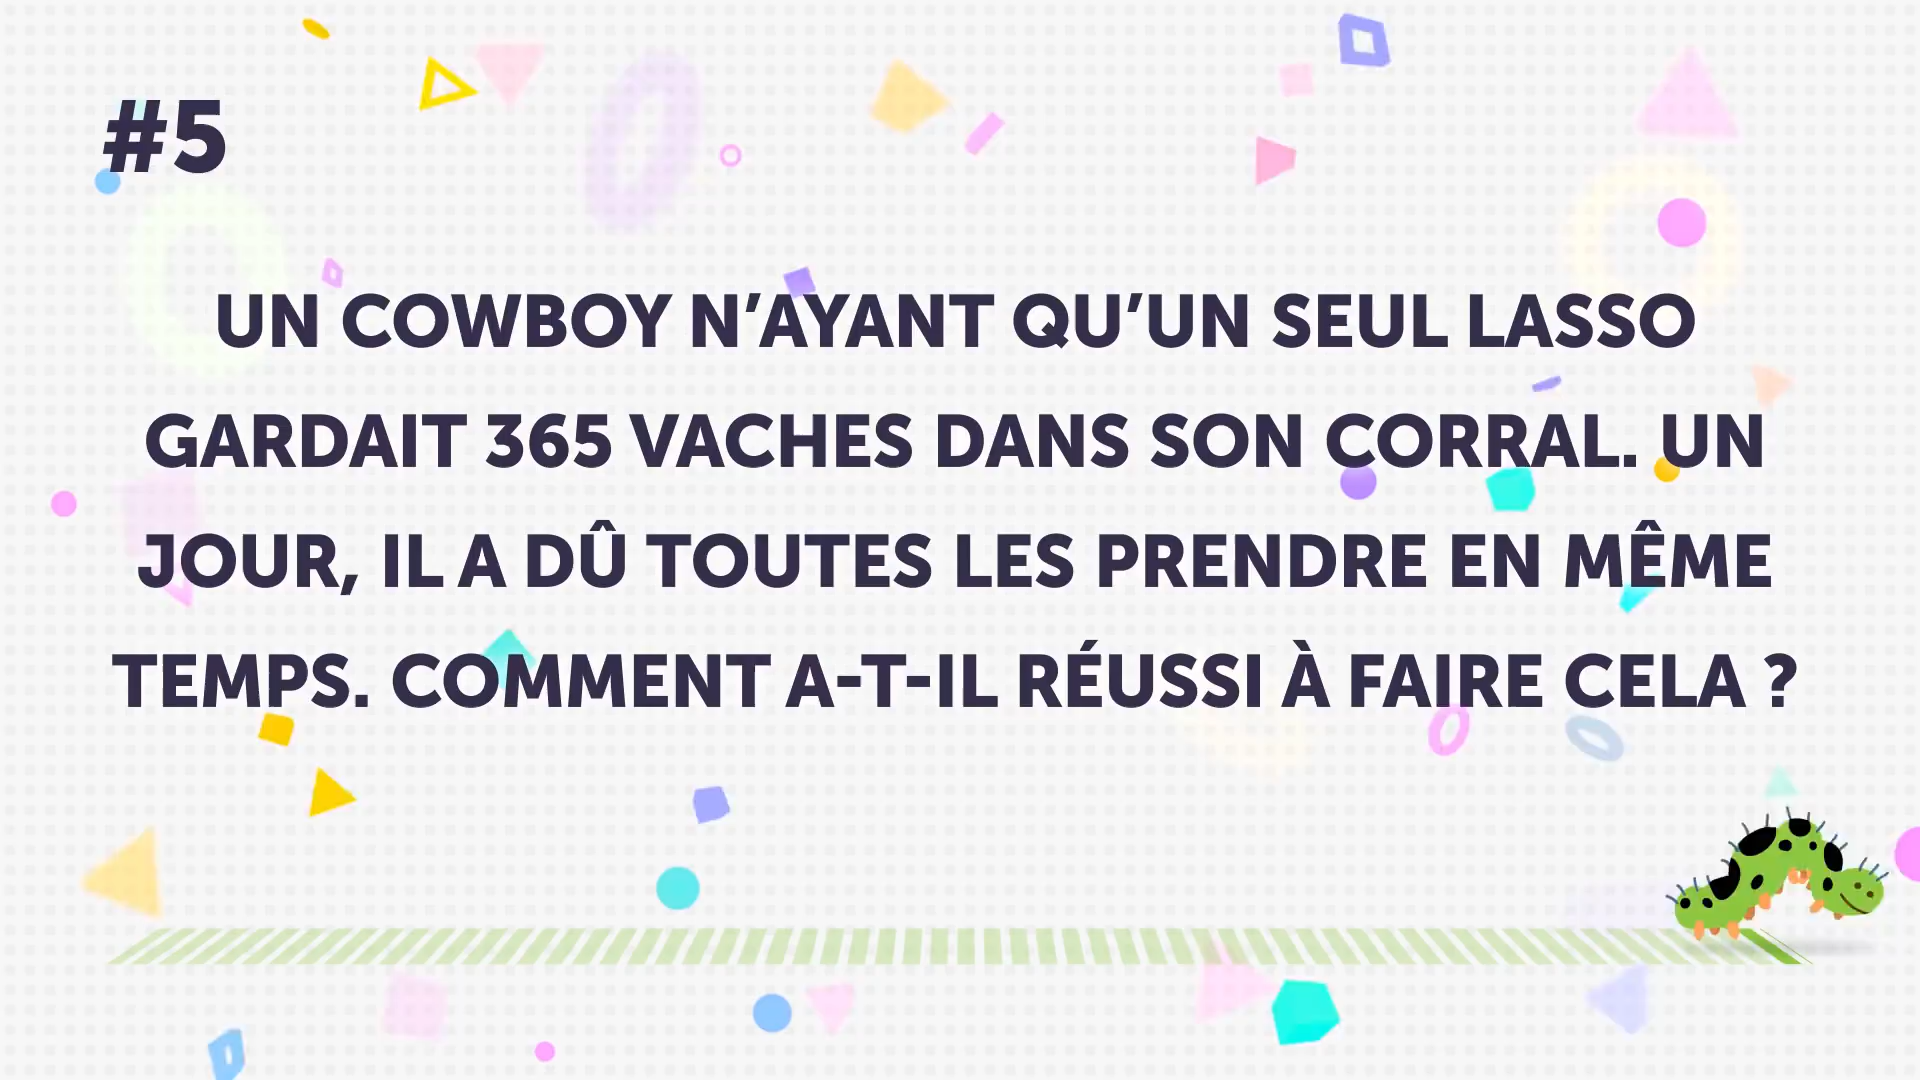 #5
UN COWBOY N’AYANT QU’UN SEUL LASSO
GARDAIT 365 VACHES DANS SON CORRAL. UN
JOUR, IL A DÛ TOUTES LES PRENDRE EN MÊME
TEMPS. COMMENT A-T-IL RÉUSSI À FAIRE CELA ?